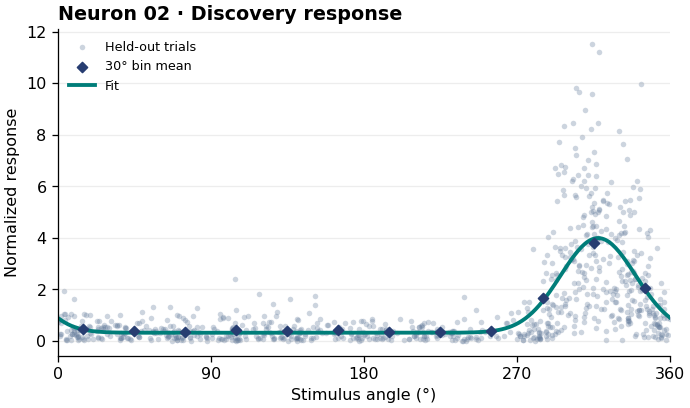 Neuron 02 · Discovery response
12
10
8
6
4
2
0
Normalized response
Held-out trials
30° bin mean
Fit
0 90 180 270 360
Stimulus angle (°)